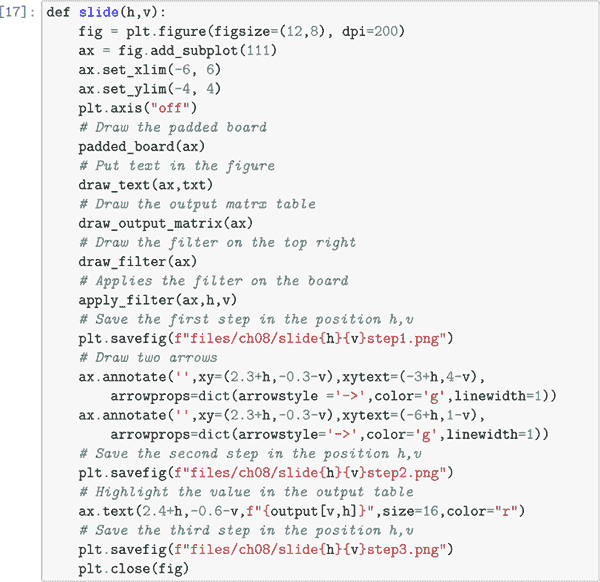 [17]: def slide(h,v):
    fig = plt.figure(figsize=(12,8), dpi=200)
    ax = fig.add_subplot(111)
    ax.set_xlim(-6, 6)
    ax.set_ylim(-4, 4)
    plt.axis("off")
    # Draw the padded board
    padded_board(ax)
    # Put text in the figure
    draw_text(ax,txt)
    # Draw the output matrx table
    draw_output_matrix(ax)
    # Draw the filter on the top right
    draw_filter(ax)
    # Applies the filter on the board
    apply_filter(ax,h,v)
    # Save the first step in the position h,v
    plt.savefig(f"files/ch08/slide{h}{v}step1.png")
    # Draw two arrows
    ax.annotate('',xy=(2.3+h,-0.3-v),xytext=(-3+h,4-v),
        arrowprops=dict(arrowstyle ='->',color='g',linewidth=1))
    ax.annotate('',xy=(2.3+h,-0.3-v),xytext=(-6+h,1-v),
        arrowprops=dict(arrowstyle='->',color='g',linewidth=1))
    # Save the second step in the position h,v
    plt.savefig(f"files/ch08/slide{h}{v}step2.png")
    # Highlight the value in the output table
    ax.text(2.4+h,-0.6-v,f"{output[v,h]}",size=16,color="r")
    # Save the third step in the position h,v
    plt.savefig(f"files/ch08/slide{h}{v}step3.png")
    plt.close(fig)